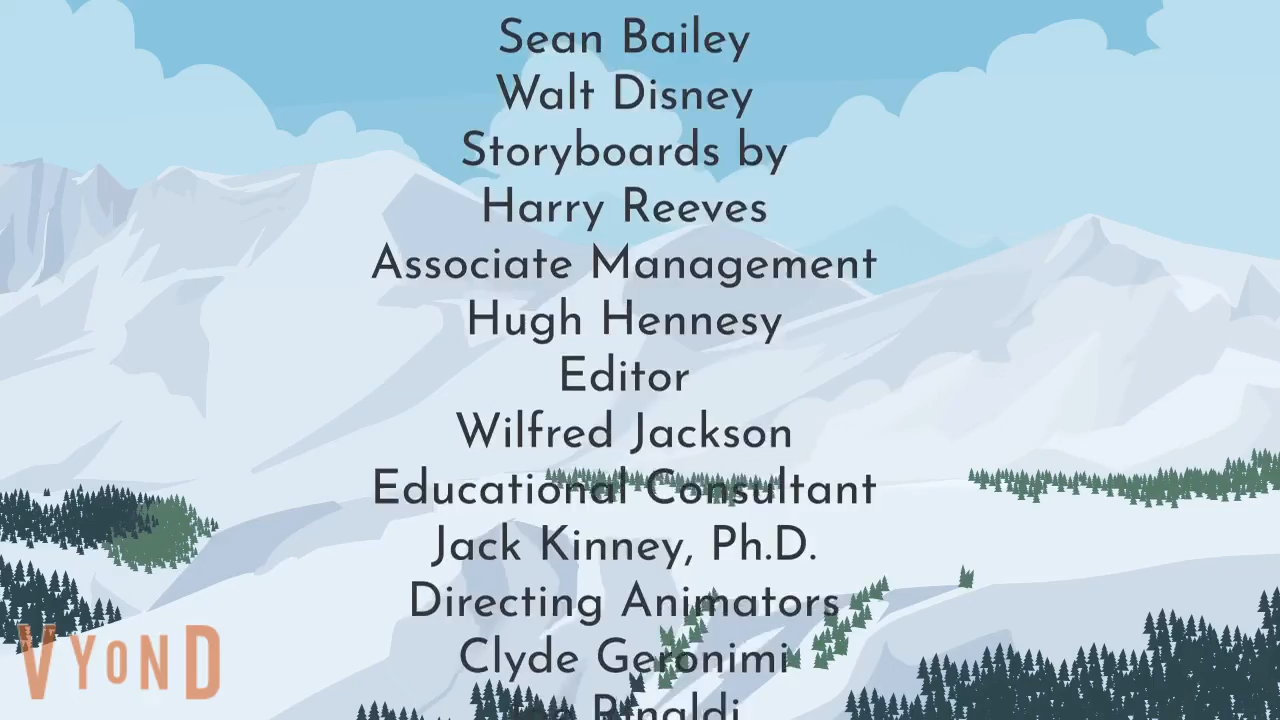 Sean Bailey
Walt Disney
Storyboards by
Harry Reeves
Associate Management
Hugh Hennesy
Editor
Wilfred Jackson
Educational Consultant
Jack Kinney, Ph.D.
Directing Animators
Clyde Geronimi
Rinaldi
VYOND